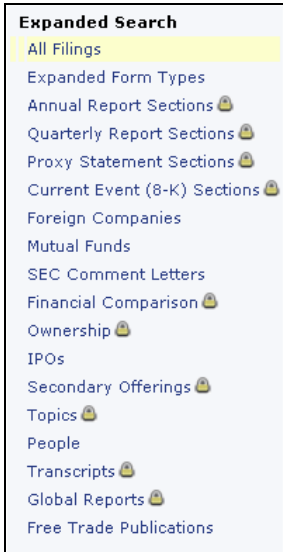 Expanded Search
All Filings
Expanded Form Types
Annual Report Sections
Quarterly Report Sections
Proxy Statement Sections
Current Event (8-K) Sections
Foreign Companies
Mutual Funds
SEC Comment Letters
Financial Comparison
Ownership
IPOs
Secondary Offerings
Topics
People
Transcripts
Global Reports
Free Trade Publications